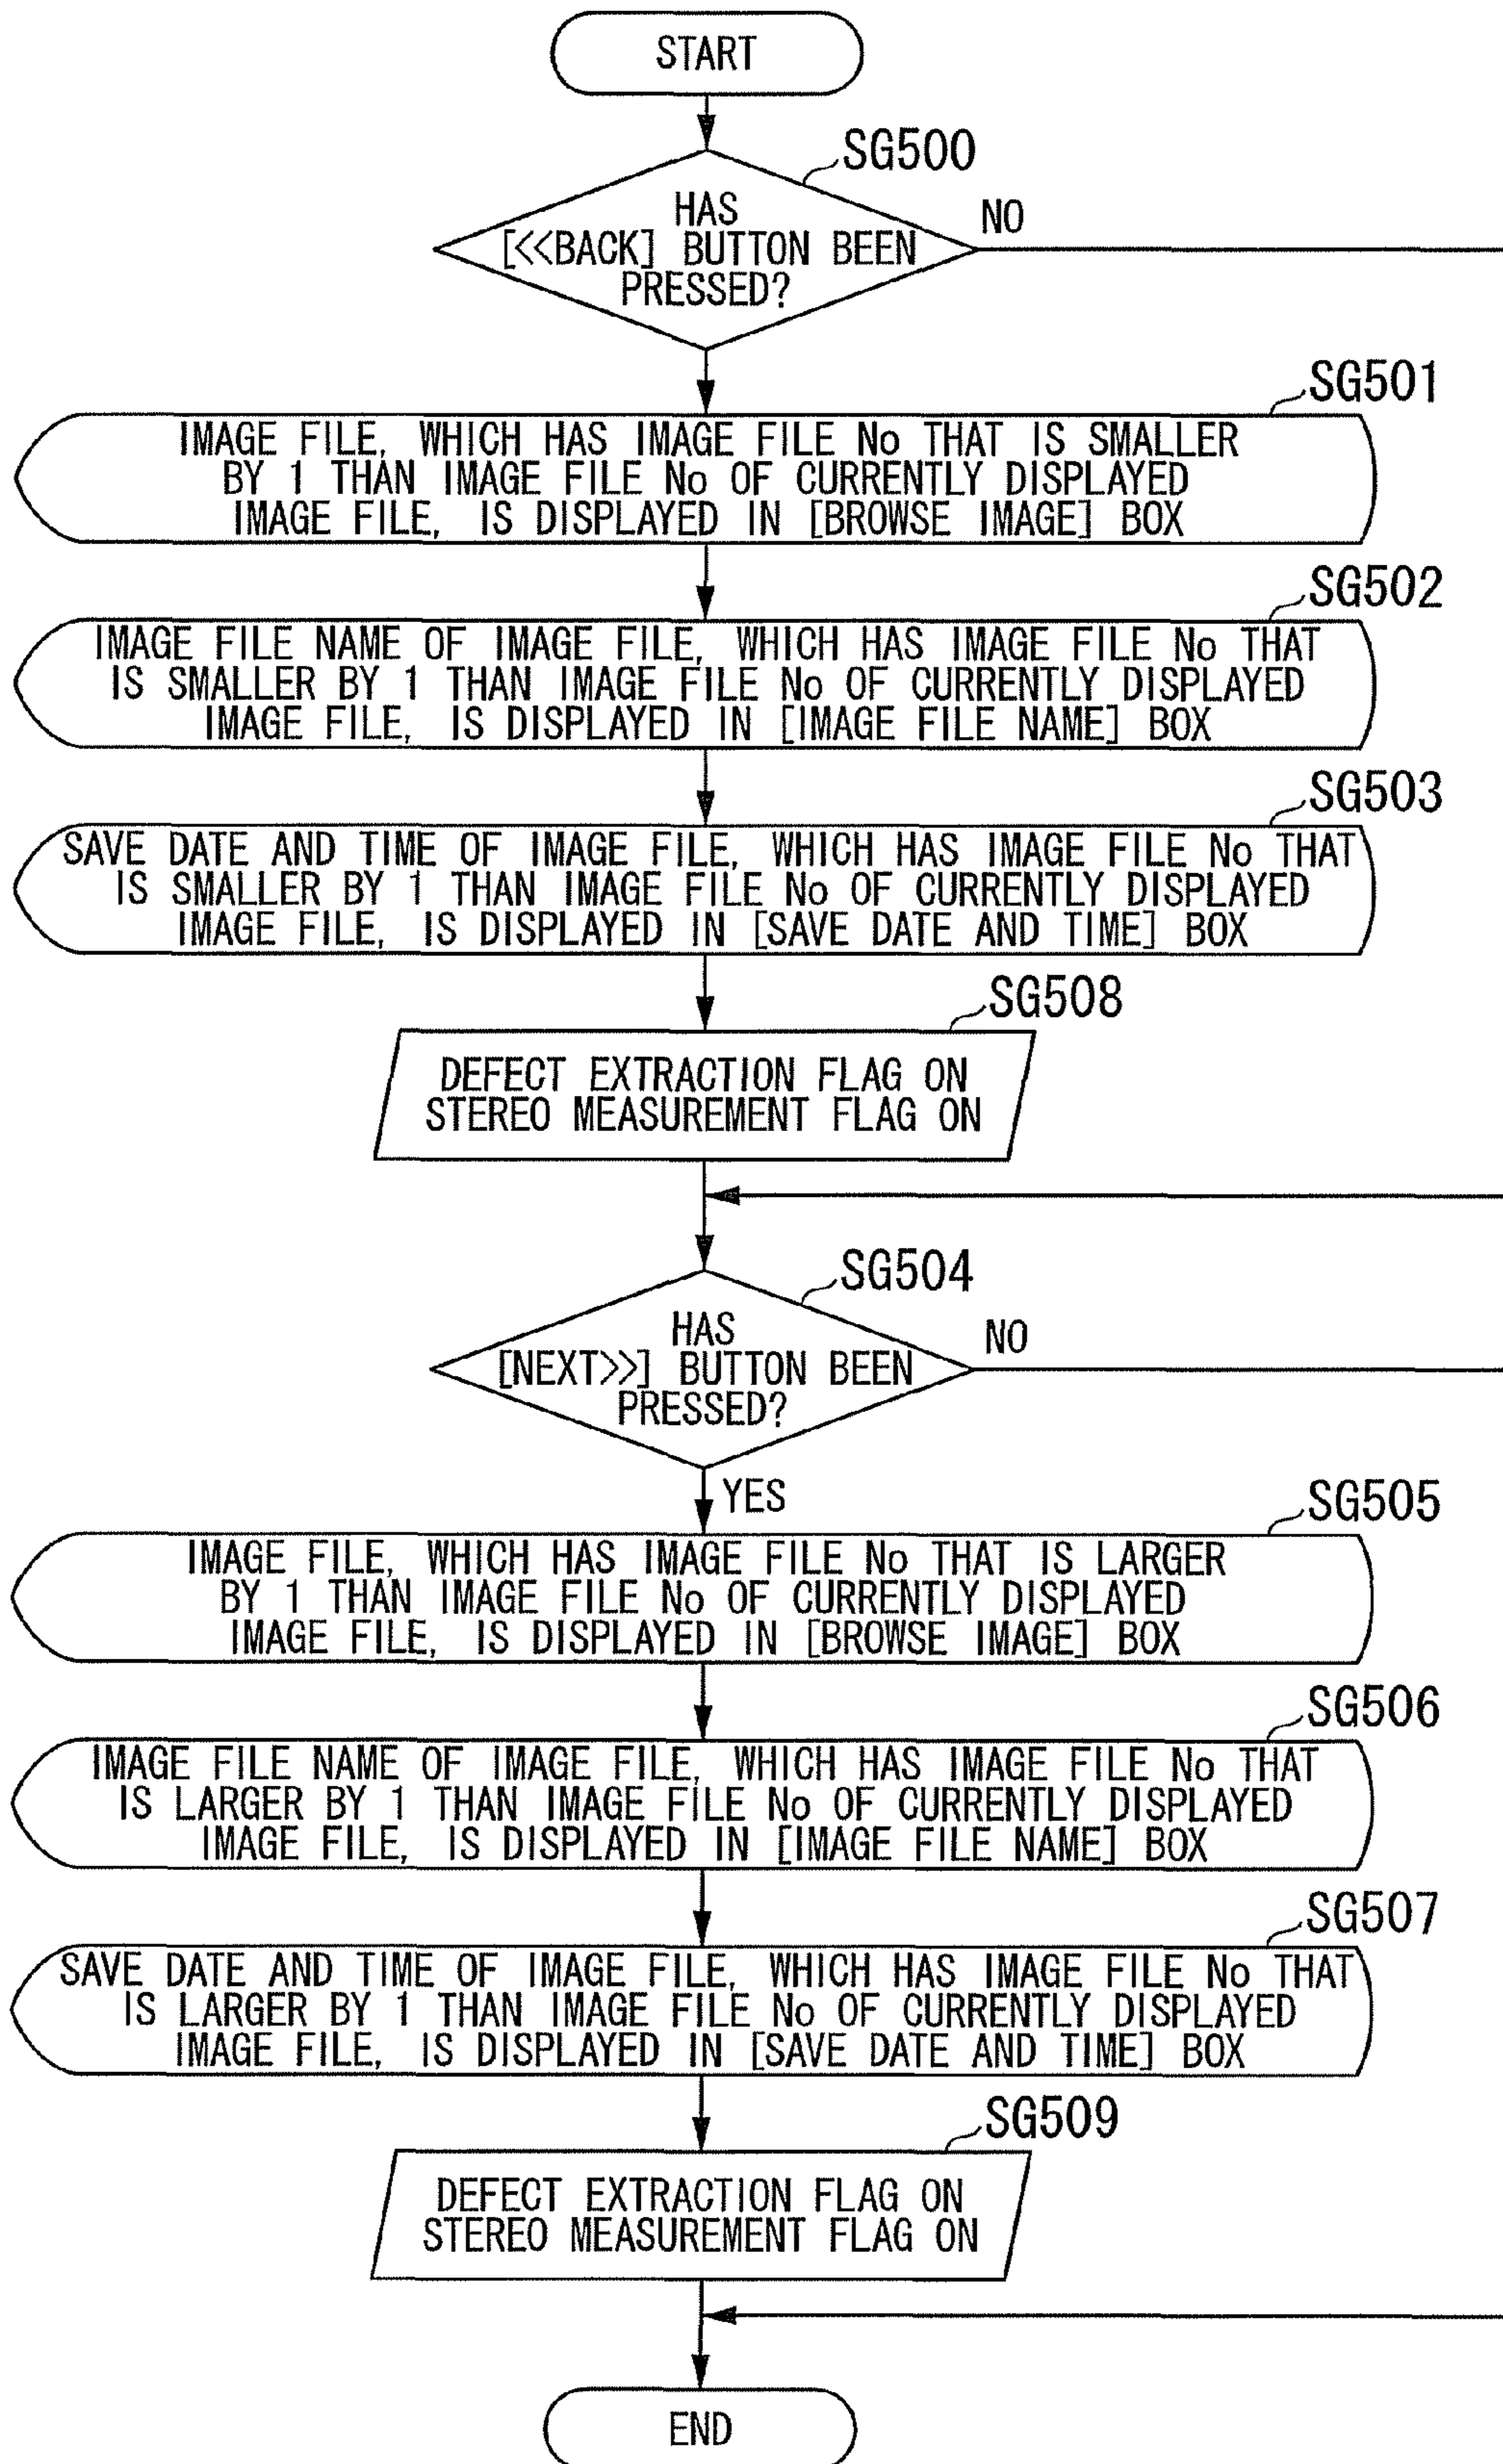 START
SG500
HAS
[<<BACK] BUTTON BEEN
PRESSED?
NO
SG501
IMAGE FILE, WHICH HAS IMAGE FILE No THAT IS SMALLER
BY 1 THAN IMAGE FILE No OF CURRENTLY DISPLAYED
IMAGE FILE, IS DISPLAYED IN [BROWSE IMAGE] BOX
SG502
IMAGE FILE NAME OF IMAGE FILE, WHICH HAS IMAGE FILE No THAT
IS SMALLER BY 1 THAN IMAGE FILE No OF CURRENTLY DISPLAYED
IMAGE FILE, IS DISPLAYED IN [IMAGE FILE NAME] BOX
SG503
SAVE DATE AND TIME OF IMAGE FILE, WHICH HAS IMAGE FILE No THAT
IS SMALLER BY 1 THAN IMAGE FILE No OF CURRENTLY DISPLAYED
IMAGE FILE, IS DISPLAYED IN [SAVE DATE AND TIME] BOX
SG508
DEFECT EXTRACTION FLAG ON
STEREO MEASUREMENT FLAG ON
SG504
HAS
[NEXT>>] BUTTON BEEN
PRESSED?
NO
YES
SG505
IMAGE FILE, WHICH HAS IMAGE FILE No THAT IS LARGER
BY 1 THAN IMAGE FILE No OF CURRENTLY DISPLAYED
IMAGE FILE, IS DISPLAYED IN [BROWSE IMAGE] BOX
SG506
IMAGE FILE NAME OF IMAGE FILE, WHICH HAS IMAGE FILE No THAT
IS LARGER BY 1 THAN IMAGE FILE No OF CURRENTLY DISPLAYED
IMAGE FILE, IS DISPLAYED IN [IMAGE FILE NAME] BOX
SG507
SAVE DATE AND TIME OF IMAGE FILE, WHICH HAS IMAGE FILE No THAT
IS LARGER BY 1 THAN IMAGE FILE No OF CURRENTLY DISPLAYED
IMAGE FILE, IS DISPLAYED IN [SAVE DATE AND TIME] BOX
SG509
DEFECT EXTRACTION FLAG ON
STEREO MEASUREMENT FLAG ON
END